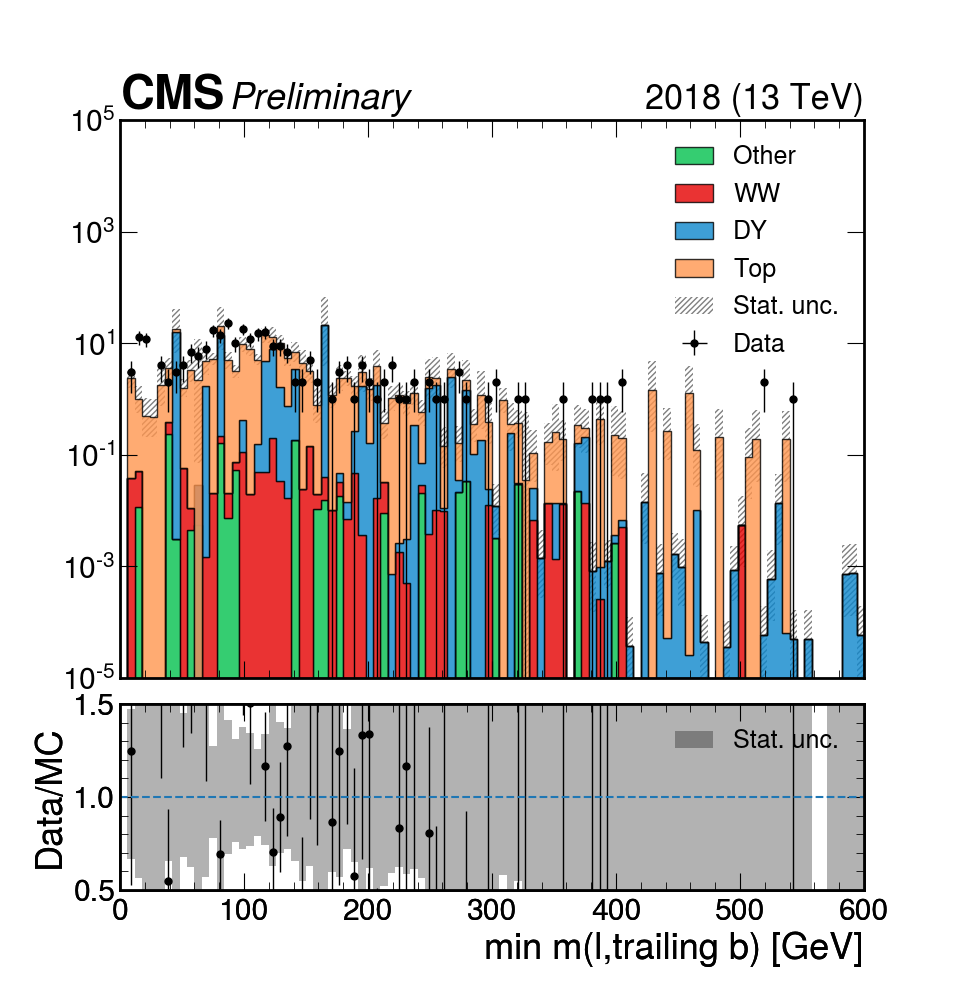 CMS Preliminary 2018 (13 TeV)
10^5
10^3
10^1
10^-1
10^-3
10^-5
Other
WW
DY
Top
Stat. unc.
Data
1.5
1.0
0.5
Data/MC
Stat. unc.
0 100 200 300 400 500 600
min m(l,trailing b) [GeV]